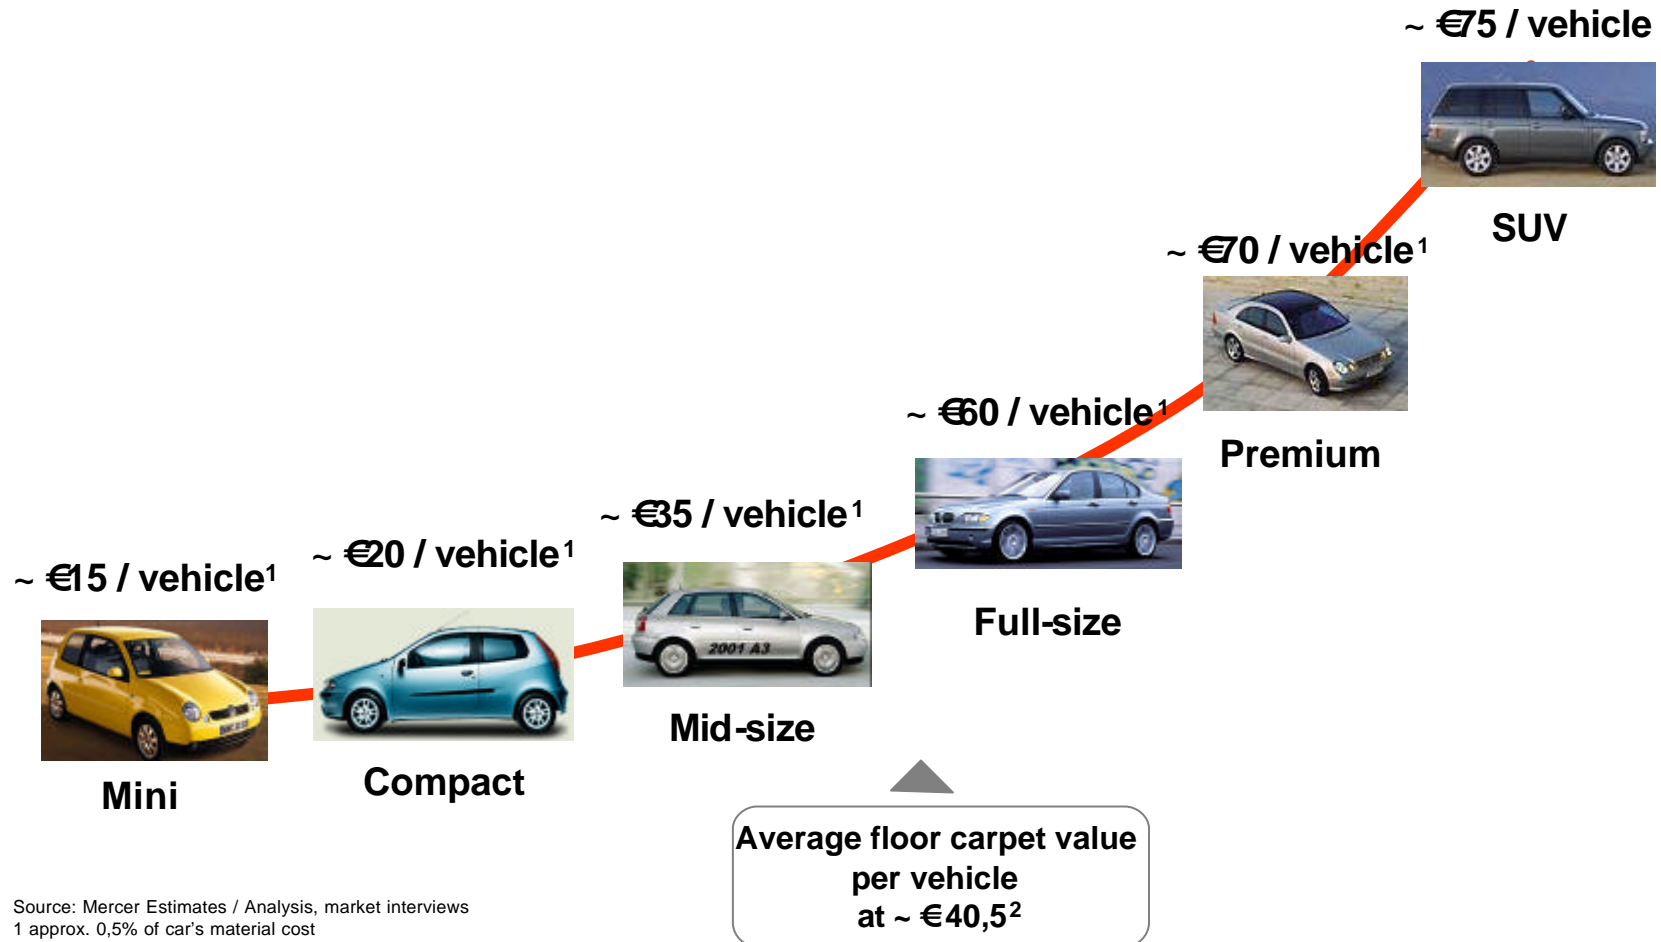 ~ €75 / vehicle
SUV
~ €70 / vehicle¹
Premium
~ €60 / vehicle¹
Full-size
~ €35 / vehicle¹
2001 A3
Mid-size
~ €20 / vehicle¹
Compact
~ €15 / vehicle¹
Mini
Average floor carpet value
per vehicle
at ~ €40,5²
Source: Mercer Estimates / Analysis, market interviews
1 approx. 0,5% of car's material cost